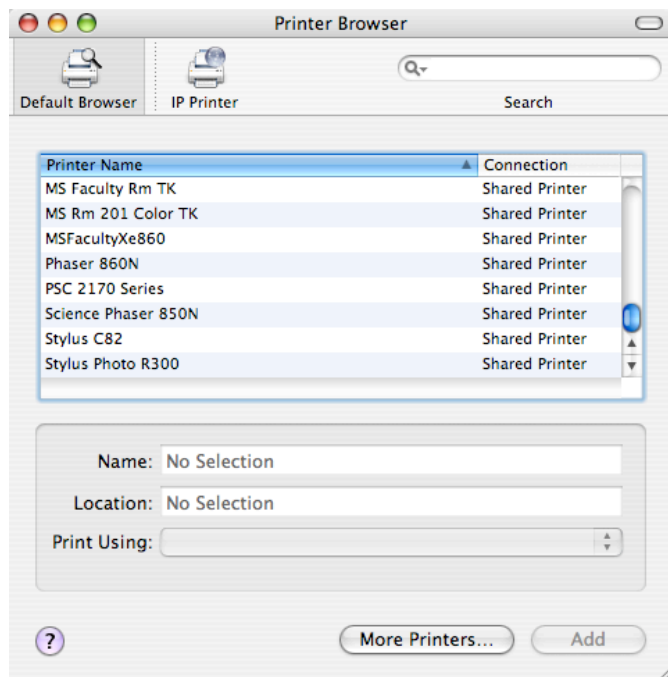 Printer Browser
Default Browser
IP Printer
Search
Printer Name Connection
MS Faculty Rm TK Shared Printer
MS Rm 201 Color TK Shared Printer
MSFacultyXe860 Shared Printer
Phaser 860N Shared Printer
PSC 2170 Series Shared Printer
Science Phaser 850N Shared Printer
Stylus C82 Shared Printer
Stylus Photo R300 Shared Printer
Name: No Selection
Location: No Selection
Print Using:
? More Printers... Add